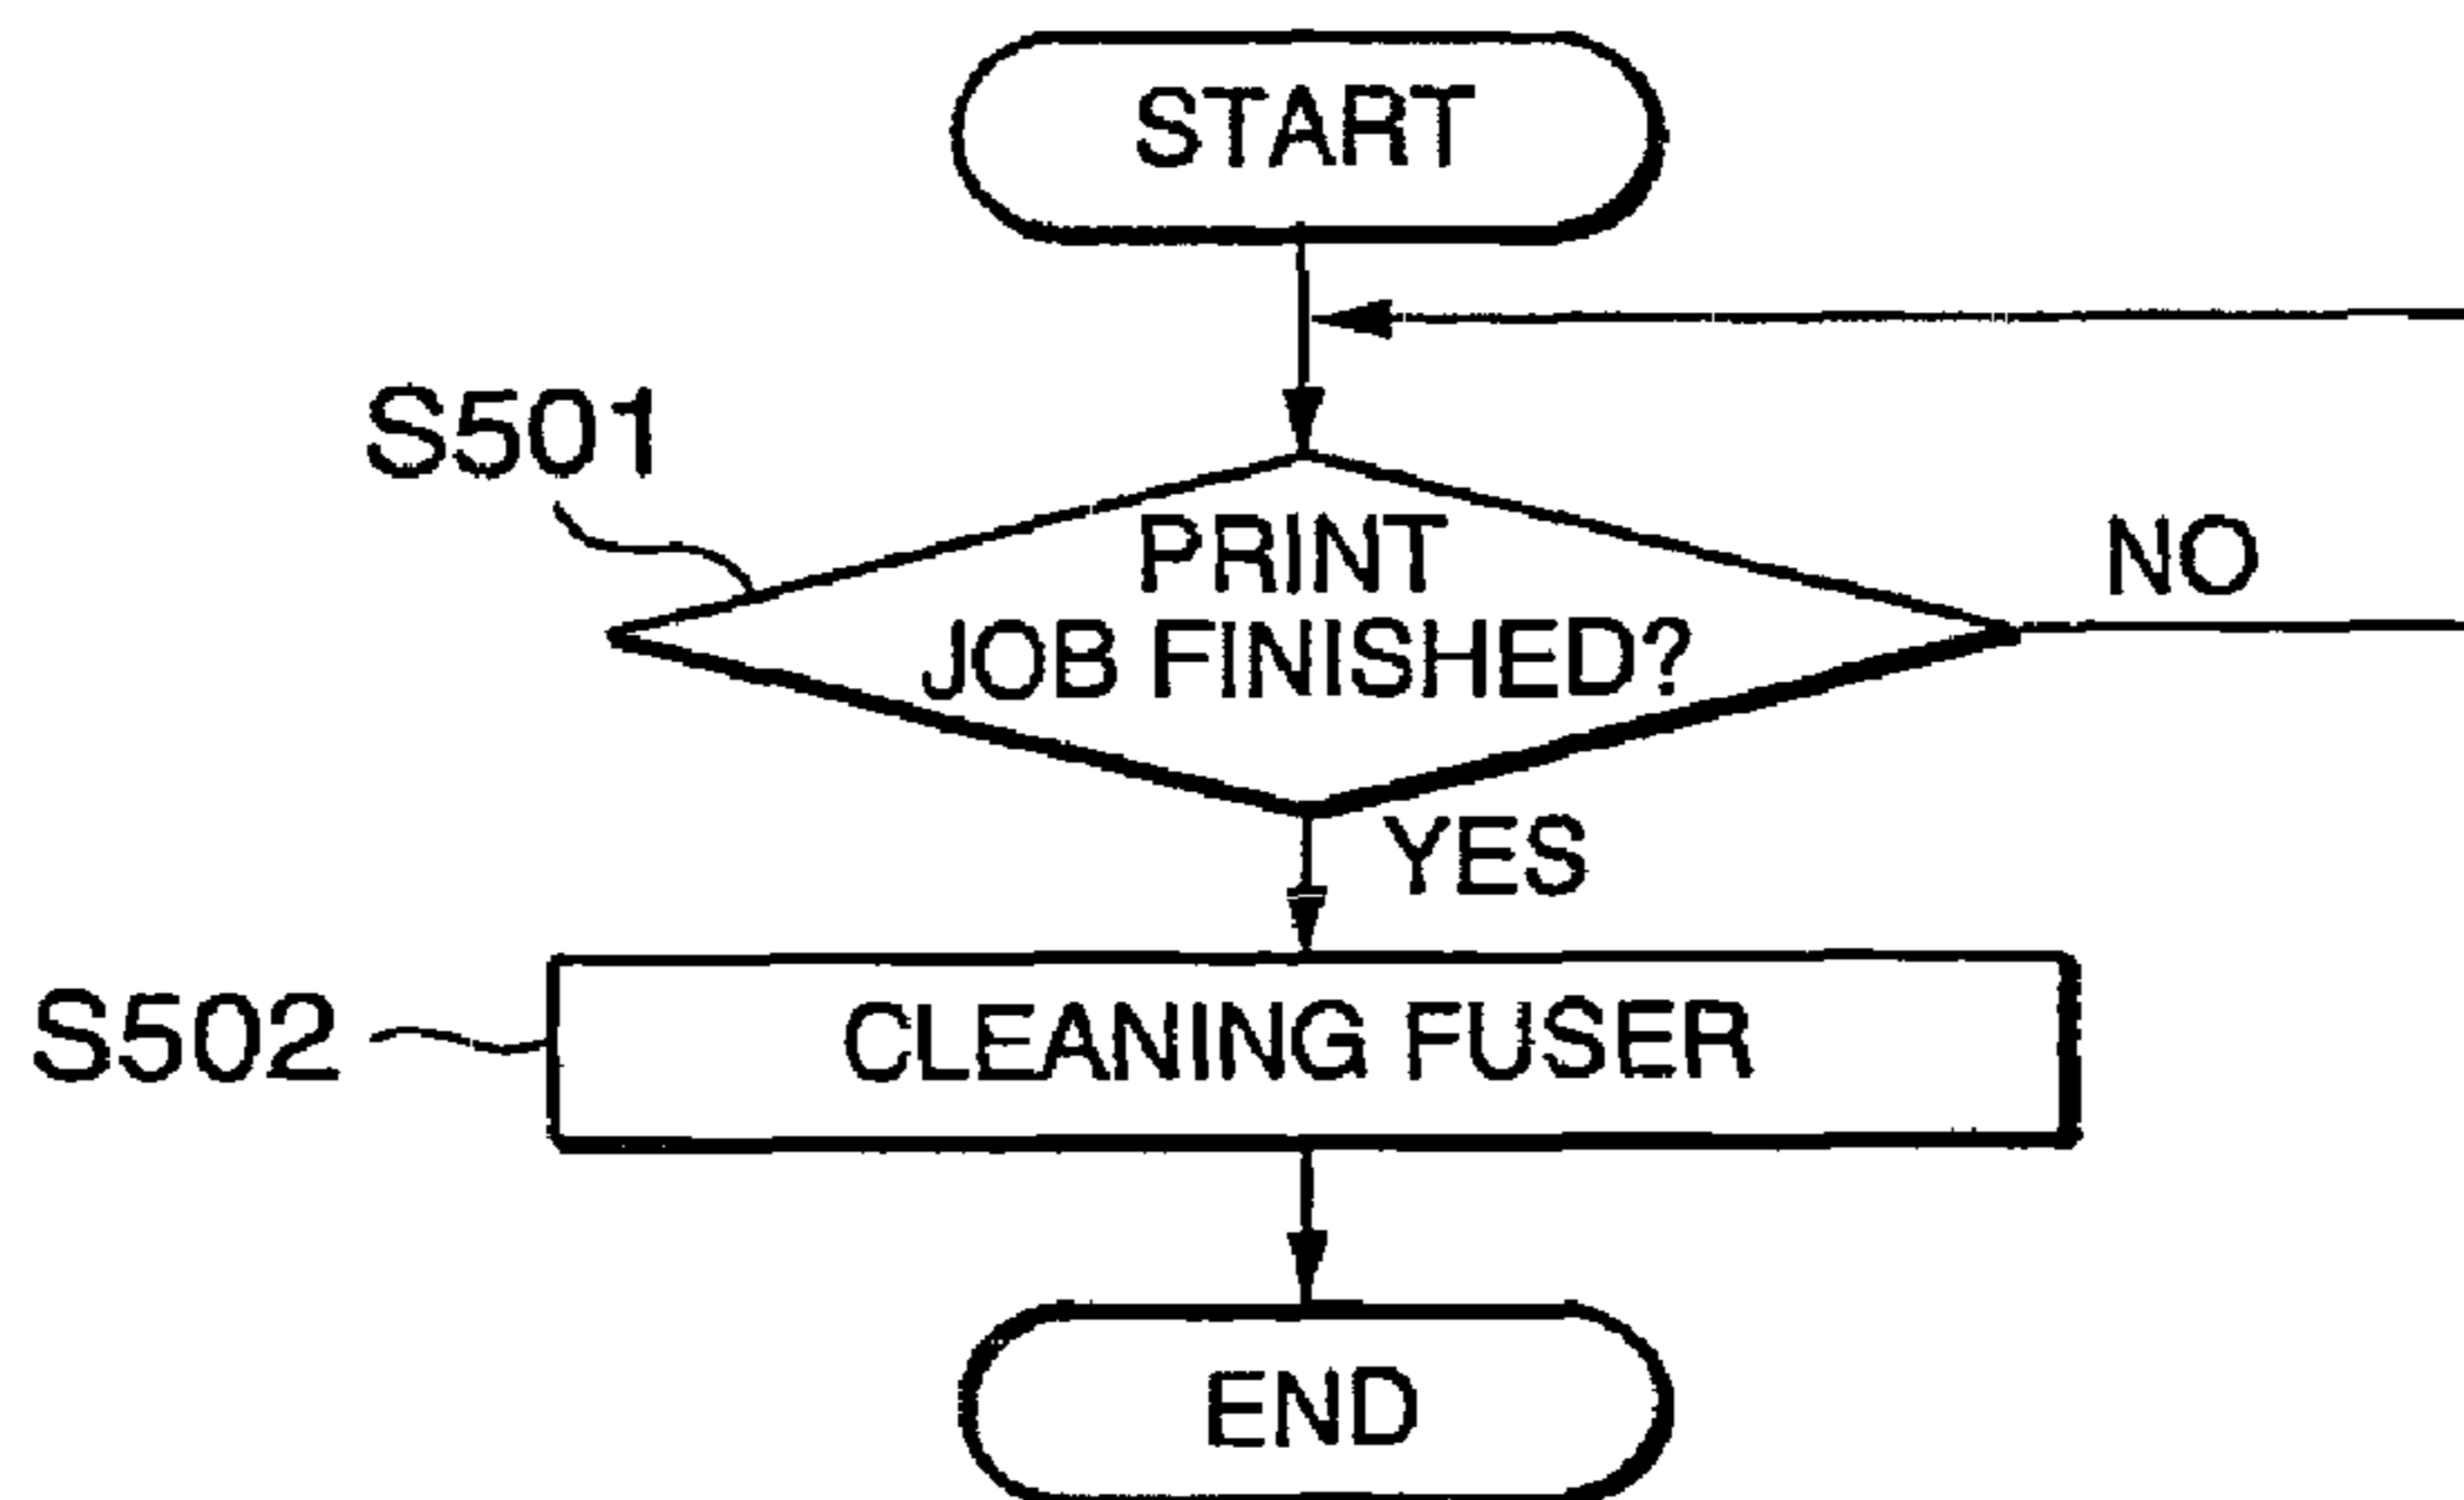 START
S501
PRINT
JOB FINISHED?
NO
YES
S502
CLEANING FUSER
END